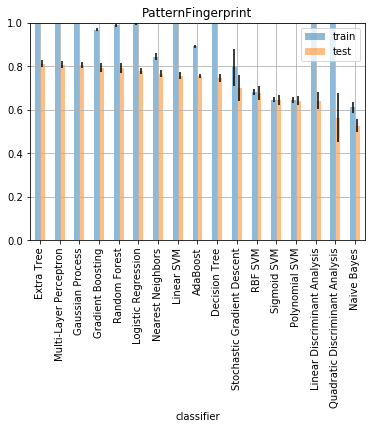 PatternFingerprint
train
test
1.0
0.8
0.6
0.4
0.2
0.0
Extra Tree
Multi-Layer Perceptron
Gaussian Process
Gradient Boosting
Random Forest
Logistic Regression
Nearest Neighbors
Linear SVM
AdaBoost
Decision Tree
Stochastic Gradient Descent
RBF SVM
Sigmoid SVM
Polynomial SVM
Linear Discriminant Analysis
Quadratic Discriminant Analysis
Naive Bayes
classifier